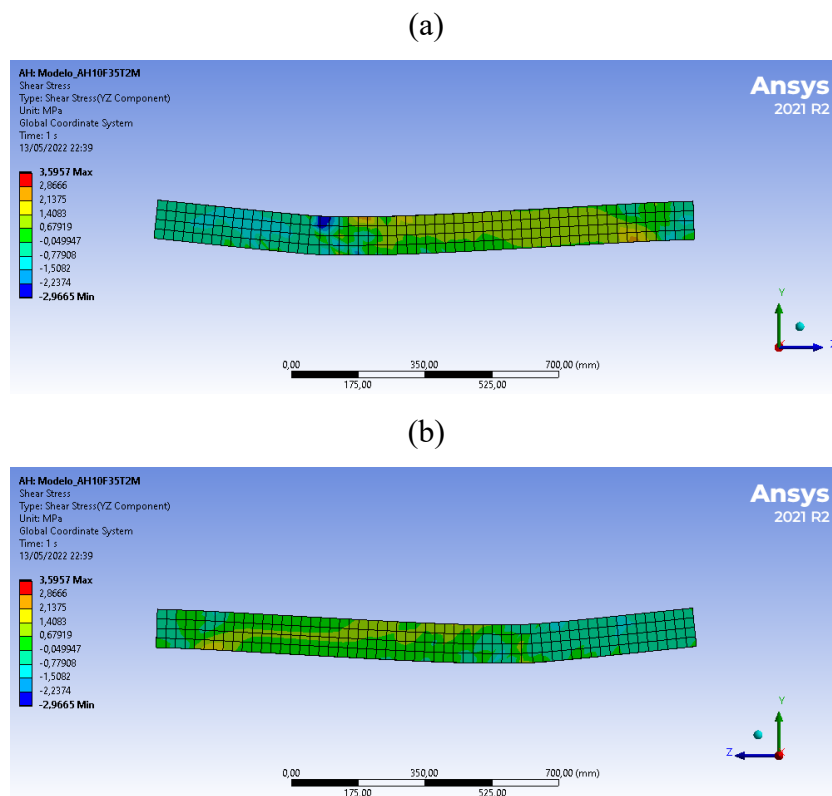 (a)
AH: Modelo_AH10F35T2M
Shear Stress
Type: Shear Stress(YZ Component)
Unit: MPa
Global Coordinate System
Time: 1 s
13/05/2022 22:39
Ansys
2021 R2
3,5957 Max
2,8666
2,1375
1,4083
0,67919
-0,049947
-0,77908
-1,5082
-2,2374
-2,9665 Min
Y
Z
0,00 350,00 700,00 (mm)
175,00 525,00
(b)
AH: Modelo_AH10F35T2M
Shear Stress
Type: Shear Stress(YZ Component)
Unit: MPa
Global Coordinate System
Time: 1 s
13/05/2022 22:39
Ansys
2021 R2
3,5957 Max
2,8666
2,1375
1,4083
0,67919
-0,049947
-0,77908
-1,5082
-2,2374
-2,9665 Min
Y
Z
0,00 350,00 700,00 (mm)
175,00 525,00